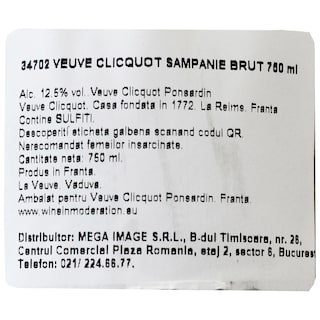 34702 VEUVE CLICQUOT SAMPANIE BRUT 750 ml
Alc. 12.5% vol. Veuve Clicquot Ponsardin
Veuve Clicquot. Casa fondata in 1772. La Reims. Franta
Contine SULFITI.
Descoperiti eticheta galbena scanand codul QR.
Nerecomandat femeilor insarcinate.
Cantitate neta: 750 ml.
Produs in Franta.
La Veuve. Vaduva.
Ambalat pentru Veuve Clicquot Ponsardin. Franta.
www.wineinmoderation.eu
Distribuitor: MEGA IMAGE S.R.L., B-dul Timisoara, nr. 26,
Centrul Comercial Plaza Romania, etaj 2, sector 6, Bucures
Telefon: 021/ 224.66.77.